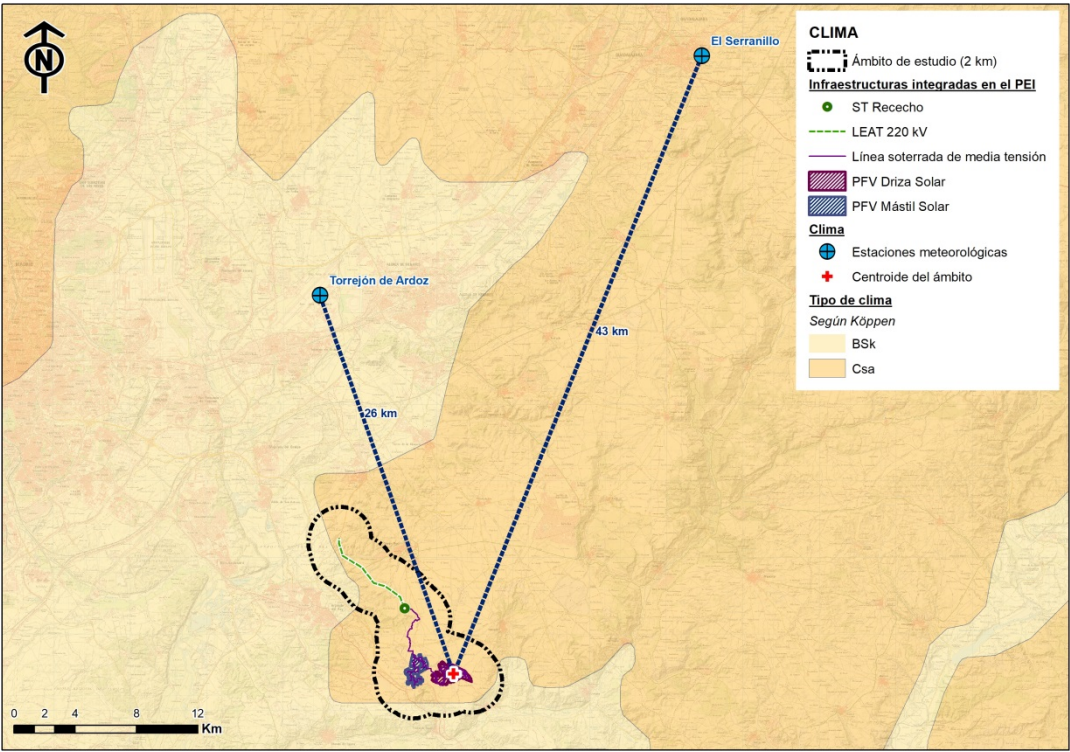 N
El Serranillo
Torrejón de Ardoz
43 km
26 km
0 2 4 8 12
Km
CLIMA
Ámbito de estudio (2 km)
Infraestructuras integradas en el PEI
ST Rececho
LEAT 220 kV
Línea soterrada de media tensión
PFV Driza Solar
PFV Mástil Solar
Clima
Estaciones meteorológicas
Centroide del ámbito
Tipo de clima
Según Köppen
BSk
Csa